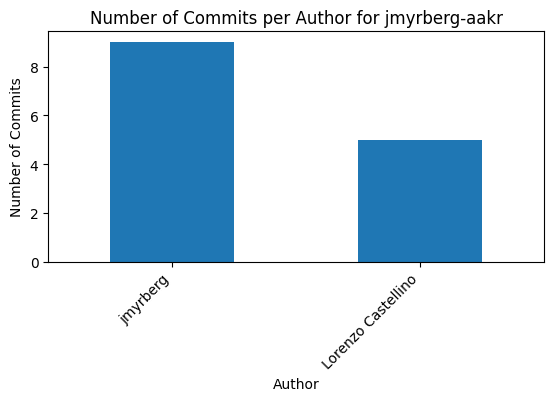 Number of Commits per Author for jmyrberg-aakr
Number of Commits
8
6
4
2
0
jmyrberg
Lorenzo Castellino
Author